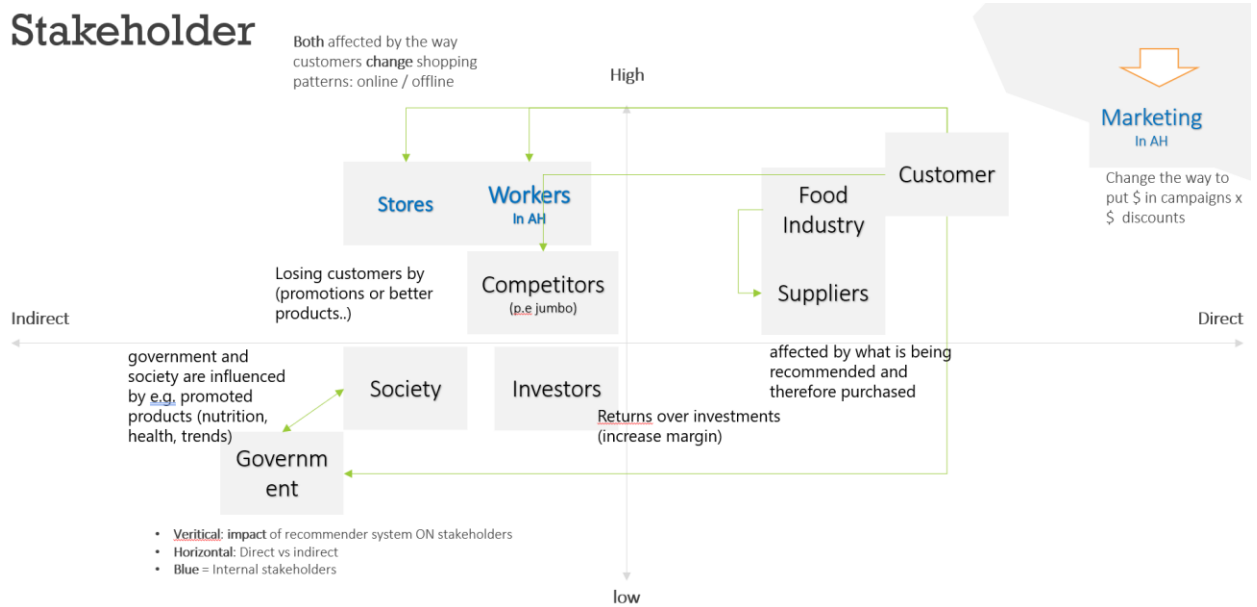 Stakeholder
Both affected by the way
customers change shopping
patterns: online / offline
High
Marketing
In AH
Change the way to
put $ in campaigns x
$ discounts
Customer
Stores
Workers
In AH
Food
Industry
Suppliers
Competitors
(p.e jumbo)
Losing customers by
(promotions or better
products..)
Indirect
Direct
government and
society are influenced
by e.g. promoted
products (nutrition,
health, trends)
Society
Investors
affected by what is being
recommended and
therefore purchased
Returns over investments
(increase margin)
Governm
ent
• Veritical: impact of recommender system ON stakeholders
• Horizontal: Direct vs indirect
• Blue = Internal stakeholders
low